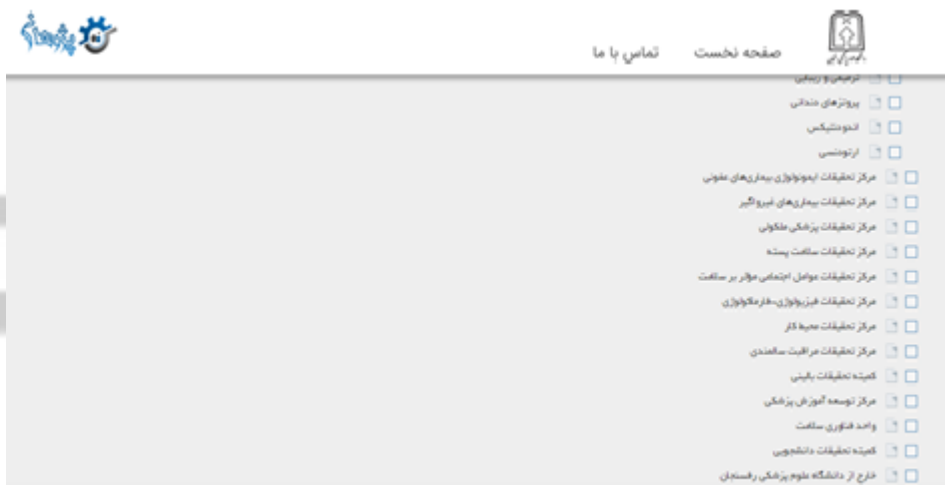 پژوهان
صفحه نخست
تماس با ما
ترمیمی و زیبایی
پروتزهای دندانی
اندودنتیکس
ارتودنسی
مرکز تحقیقات ایمونولوژی بیماری‌های عفونی
مرکز تحقیقات بیماری‌های غیرواگیر
مرکز تحقیقات پزشکی ملکولی
مرکز تحقیقات سلامت پسته
مرکز تحقیقات عوامل اجتماعی مؤثر بر سلامت
مرکز تحقیقات فیزیولوژی-فارماکولوژی
مرکز تحقیقات محیط کار
مرکز تحقیقات مراقبت سالمندی
کمیته تحقیقات بالینی
مرکز توسعه آموزش پزشکی
واحد فناوری سلامت
کمیته تحقیقات دانشجویی
خارج از دانشگاه علوم پزشکی رفسنجان